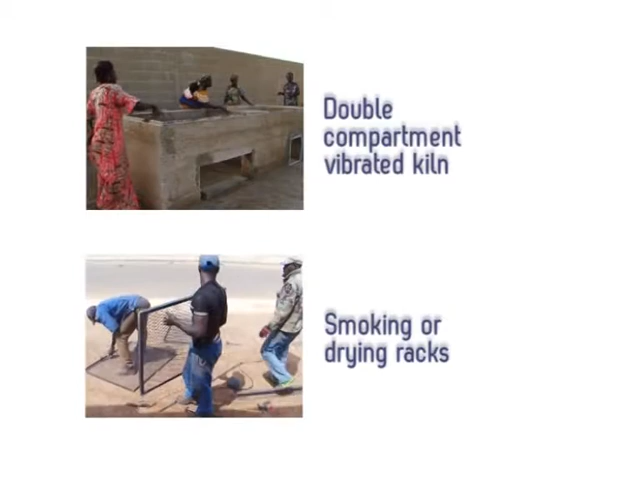 Double
compartment
vibrated kiln
Smoking or
drying racks